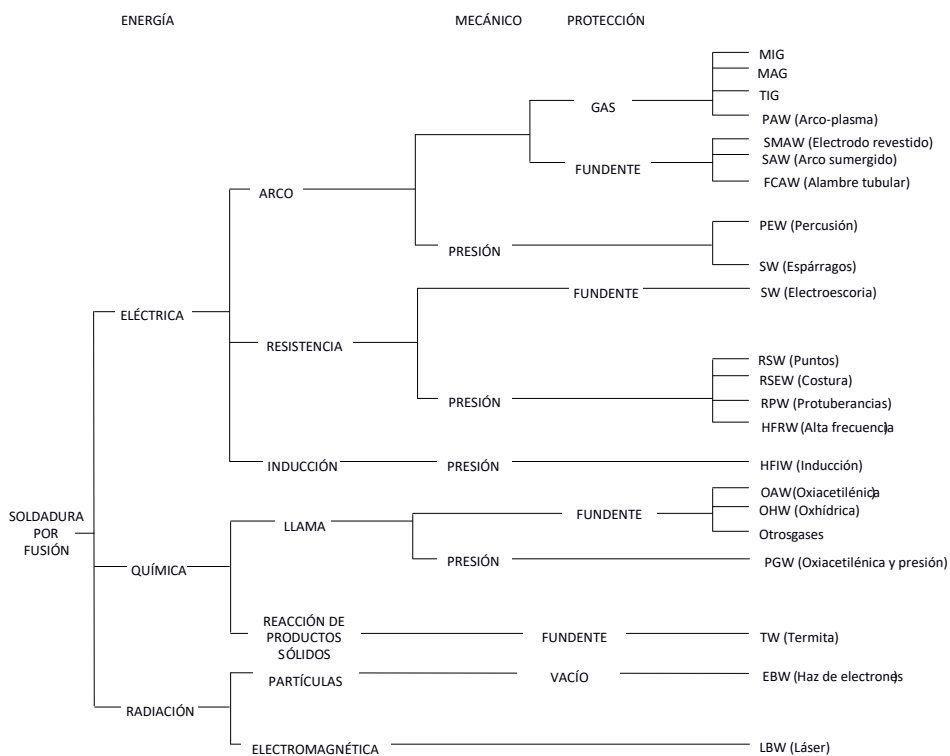 ENERGÍA MECÁNICO PROTECCIÓN
MIG
MAG
GAS
TIG
PAW (Arco-plasma)
SMAW (Electrodo revestido)
SAW (Arco sumergido)
FUNDENTE
FCAW (Alambre tubular)
ARCO
PEW (Percusión)
PRESIÓN
SW (Espárragos)
FUNDENTE
SW (Electroescoria)
ELÉCTRICA
RESISTENCIA
RSW (Puntos)
RSEW (Costura)
PRESIÓN
RPW (Protuberancias)
HFRW (Alta frecuencia)
INDUCCIÓN
PRESIÓN
HFIW (Inducción)
OAW(Oxiacetilénica)
OHW (Oxhídrica)
SOLDADURA
POR
FUSIÓN
LLAMA
FUNDENTE
Otrosgases
PRESIÓN
PGW (Oxiacetilénica y presión)
QUÍMICA
REACCIÓN DE
PRODUCTOS
SÓLIDOS
FUNDENTE
TW (Termita)
PARTÍCULAS
VACÍO
EBW (Haz de electrones)
RADIACIÓN
ELECTROMAGNÉTICA
LBW (Láser)